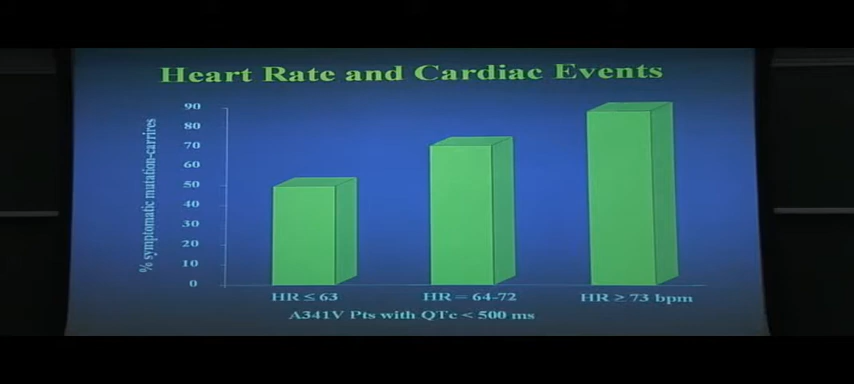 Heart Rate and Cardiac Events
% symptomatic mutation-carrires
90
80
70
60
50
40
30
20
10
0
HR ≤ 63
HR = 64-72
HR ≥ 73 bpm
A341V Pts with QTc < 500 ms